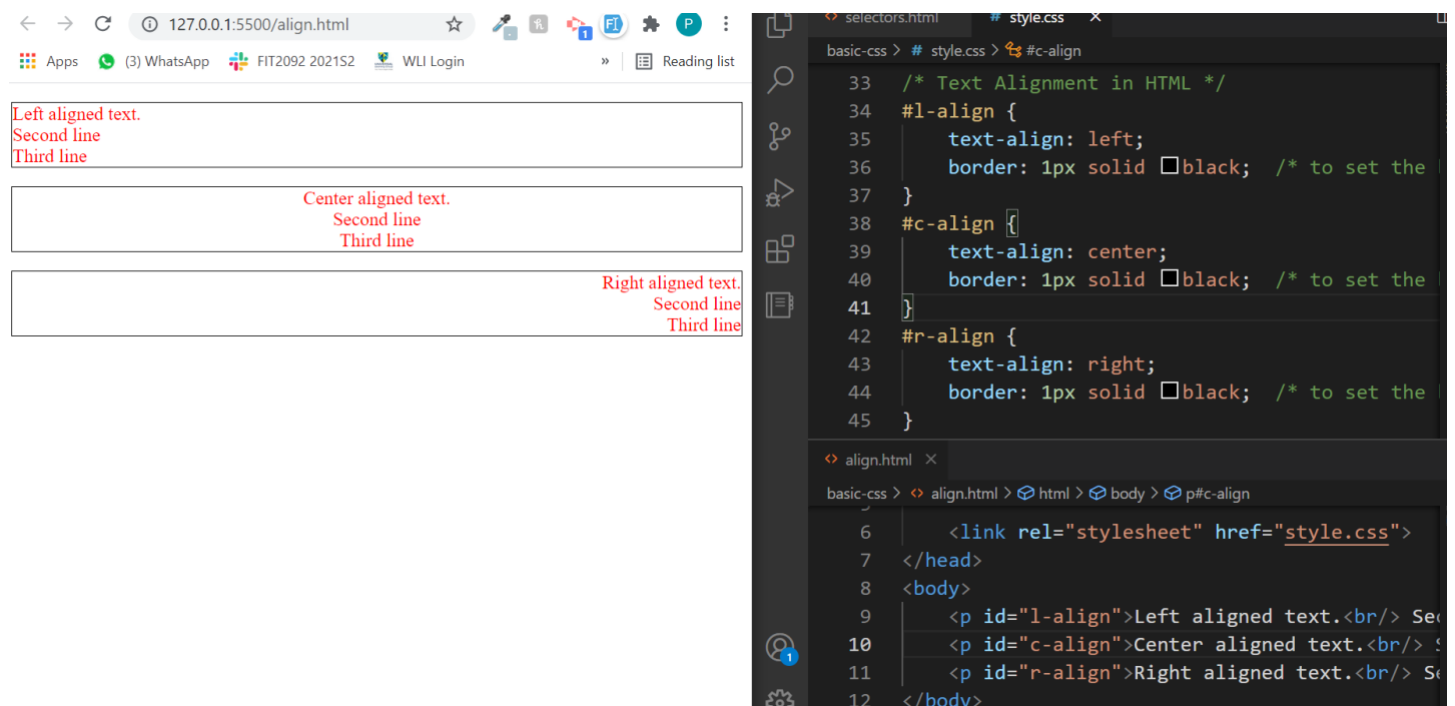 127.0.0.1:5500/align.html
P
1
Apps (3) WhatsApp FIT2092 2021S2 WLI Login » Reading list
Left aligned text.
Second line
Third line
Center aligned text.
Second line
Third line
Right aligned text.
Second line
Third line
selectors.html # style.css
basic-css > # style.css > #c-align
33 /* Text Alignment in HTML */
34 #l-align {
35 text-align: left;
36 border: 1px solid black; /* to set the
37 }
38 #c-align {
39 text-align: center;
40 border: 1px solid black; /* to set the
41 }
42 #r-align {
43 text-align: right;
44 border: 1px solid black; /* to set the
45 }
align.html
basic-css > align.html > html > body > p#c-align
6 <link rel="stylesheet" href="style.css">
7 </head>
8 <body>
9 <p id="l-align">Left aligned text.<br/> Sec
10 <p id="c-align">Center aligned text.<br/>
11 <p id="r-align">Right aligned text.<br/> Se
12 </body>
1